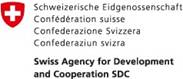 Schweizerische Eidgenossenschaft
Confédération suisse
Confederazione Svizzera
Confederaziun svizra
Swiss Agency for Development
and Cooperation SDC